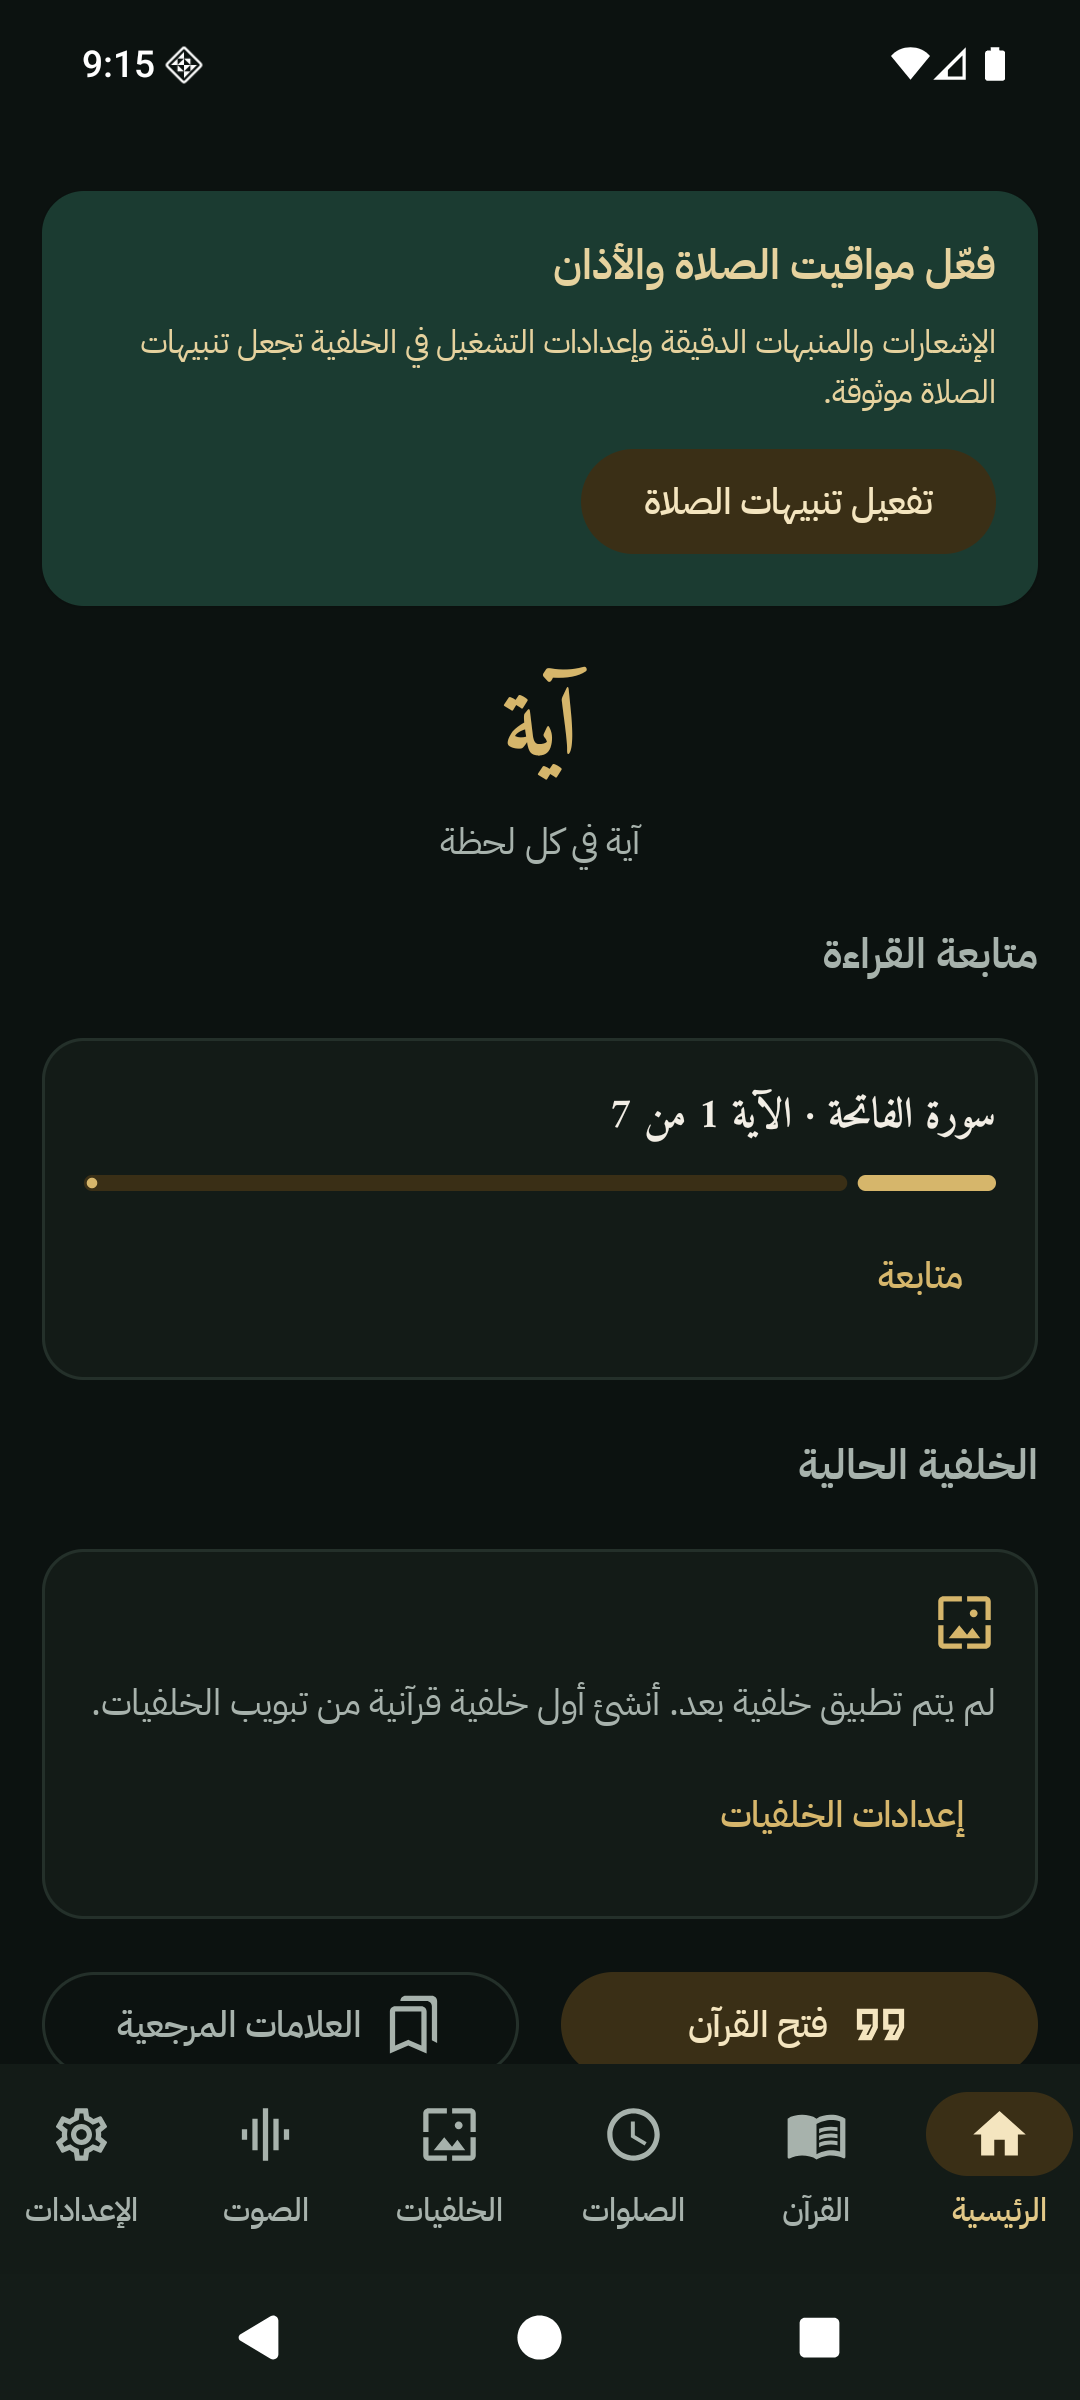 9:15
فعّل مواقيت الصلاة والأذان
الإشعارات والمنبهات الدقيقة وإعدادات التشغيل في الخلفية تجعل تنبيهات
الصلاة موثوقة.
تفعيل تنبيهات الصلاة
آية
آية في كل لحظة
متابعة القراءة
سورة الفاتحة · الآية 1 من 7
متابعة
الخلفية الحالية
لم يتم تطبيق خلفية بعد. أنشئ أول خلفية قرآنية من تبويب الخلفيات.
إعدادات الخلفيات
فتح القرآن
العلامات المرجعية
الرئيسية
القرآن
الصلوات
الخلفيات
الصوت
الإعدادات